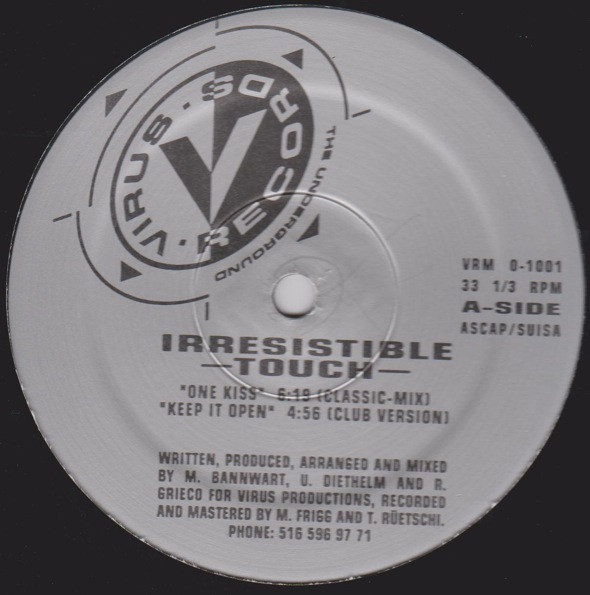 VIRUS · RECORDS ·
V
THE UNDERGROUND
VRM 0-1001
33 1/3 RPM
A-SIDE
ASCAP/SUISA
IRRESISTIBLE
—TOUCH—
"ONE KISS" 6:18 (CLASSIC-MIX)
"KEEP IT OPEN" 4:56 (CLUB VERSION)
WRITTEN, PRODUCED, ARRANGED AND MIXED
BY M. BANNWART, U. DIETHELM AND R.
GRIECO FOR VIRUS PRODUCTIONS, RECORDED
AND MASTERED BY M. FRIGG AND T. RÜETSCHI.
PHONE: 516 596 97 71